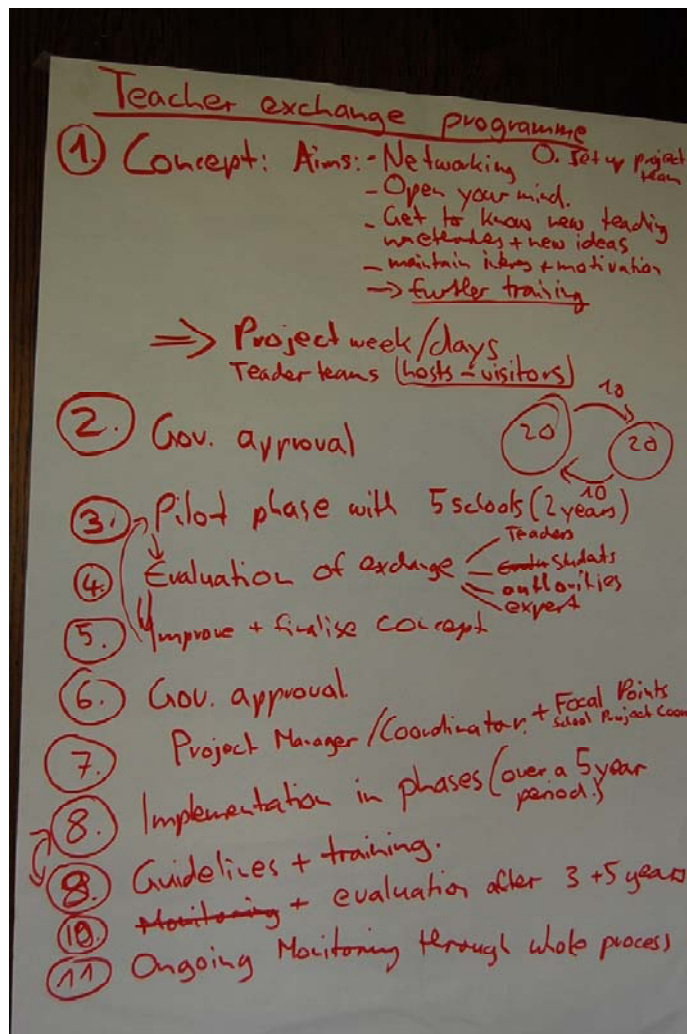 Teacher exchange programme
1. Concept: Aims: - Networking
0. Set up project team
- Open your mind.
- Get to know new teaching
+ new ideas
- maintain + motivation
→ further training
⇒ Project week/days
Teacher teams (hosts - visitors)
10
20 20
10
2. Gov. approval
3. Pilot phase with 5 schools (2 years)
4. Evaluation of exchange
Teachers
Students
authorities
expert
5. Improve + finalise concept
6. Gov. approval
7. Project Manager/Coordinator + Focal Points
School Project Coor
8. Implementation in phases (over a 5 year
period!)
9. Guidelines + training.
10. Monitoring + evaluation after 3 + 5 years
11 Ongoing Monitoring through whole process